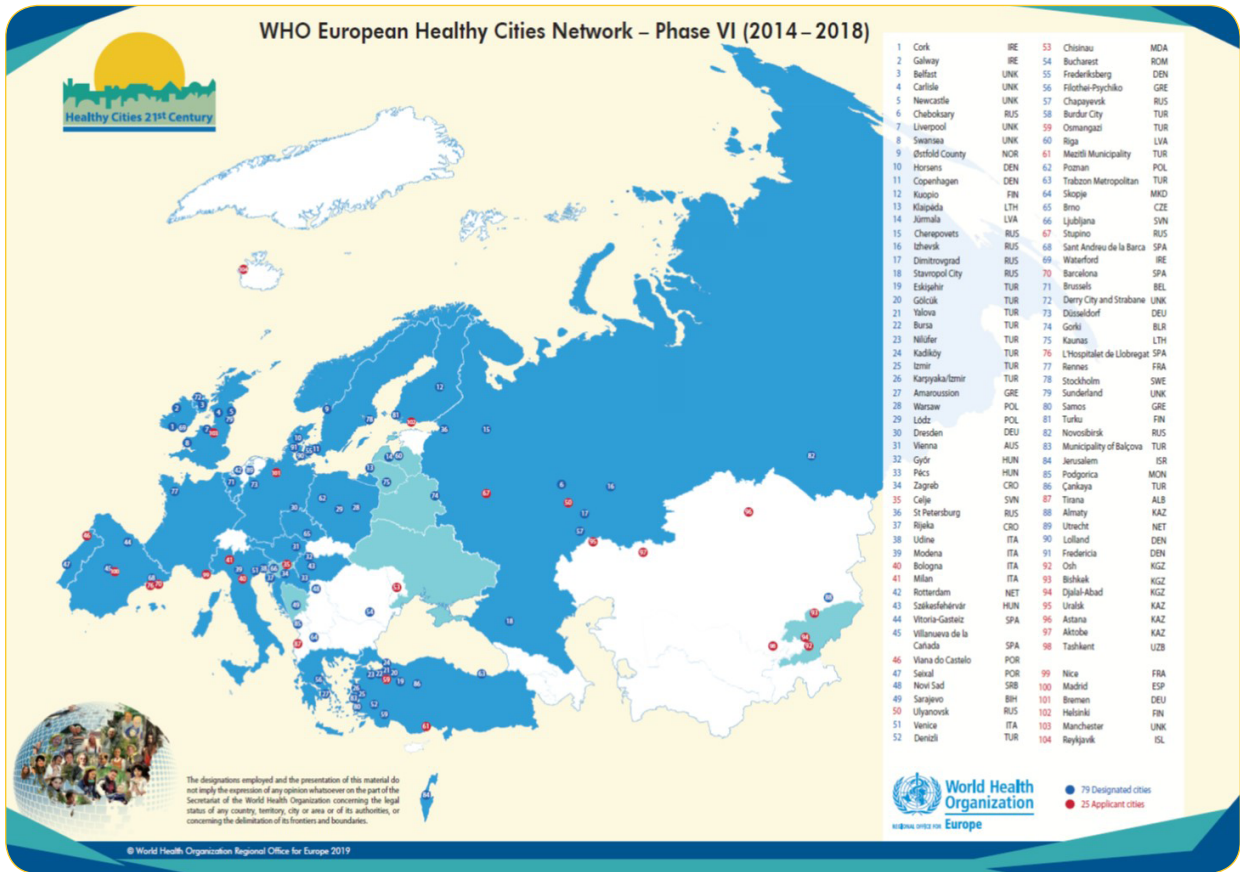 WHO European Healthy Cities Network – Phase VI (2014–2018)
Healthy Cities 21st Century
1 Cork IRE
2 Galway IRE
3 Belfast UNK
4 Carlisle UNK
5 Newcastle UNK
6 Cheboksary RUS
7 Liverpool UNK
8 Swansea UNK
9 Østfold County NOR
10 Horsens DEN
11 Copenhagen DEN
12 Kuopio FIN
13 Klaipėda LTH
14 Jūrmala LVA
15 Cherepovets RUS
16 Izhevsk RUS
17 Dimitrovgrad RUS
18 Stavropol City RUS
19 Eskişehir TUR
20 Gölcük TUR
21 Yalova TUR
22 Bursa TUR
23 Nilüfer TUR
24 Kadiköy TUR
25 Izmir TUR
26 Karşıyaka/İzmir TUR
27 Amaroussion GRE
28 Warsaw POL
29 Lódz POL
30 Dresden DEU
31 Vienna AUS
32 Győr HUN
33 Pécs HUN
34 Zagreb CRO
35 Celje SVN
36 St Petersburg RUS
37 Rijeka CRO
38 Udine ITA
39 Modena ITA
40 Bologna ITA
41 Milan ITA
42 Rotterdam NET
43 Székesfehérvár HUN
44 Vitoria-Gasteiz SPA
45 Villanueva de la
Cañada SPA
46 Viana do Castelo POR
47 Seixal POR
48 Novi Sad SRB
49 Sarajevo BIH
50 Ulyanovsk RUS
51 Venice ITA
52 Denizli TUR
53 Chisinau MDA
54 Bucharest ROM
55 Frederiksberg DEN
56 Filothei-Psychiko GRE
57 Chapayevsk RUS
58 Burdur City TUR
59 Osmangazi TUR
60 Riga LVA
61 Mezitli Municipality TUR
62 Poznan POL
63 Trabzon Metropolitan TUR
64 Skopje MKD
65 Brno CZE
66 Ljubljana SVN
67 Stupino RUS
68 Sant Andreu de la Barca SPA
69 Waterford IRE
70 Barcelona SPA
71 Brussels BEL
72 Derry City and Strabane UNK
73 Düsseldorf DEU
74 Gorki BLR
75 Kaunas LTH
76 L'Hospitalet de Llobregat SPA
77 Rennes FRA
78 Stockholm SWE
79 Sunderland UNK
80 Samos GRE
81 Turku FIN
82 Novosibirsk RUS
83 Municipality of Balçova TUR
84 Jerusalem ISR
85 Podgorica MON
86 Çankaya TUR
87 Tirana ALB
88 Almaty KAZ
89 Utrecht NET
90 Lolland DEN
91 Fredericia DEN
92 Osh KGZ
93 Bishkek KGZ
94 Djalal-Abad KGZ
95 Uralsk KAZ
96 Astana KAZ
97 Aktobe KAZ
98 Tashkent UZB
99 Nice FRA
100 Madrid ESP
101 Bremen DEU
102 Helsinki FIN
103 Manchester UNK
104 Reykjavik ISL
The designations employed and the presentation of this material do
not imply the expression of any opinion whatsoever on the part of the
Secretariat of the World Health Organization concerning the legal
status of any country, territory, city or area or of its authorities, or
concerning the delimitation of its frontiers and boundaries.
World Health
Organization
REGIONAL OFFICE FOR Europe
79 Designated cities
25 Applicant cities
© World Health Organization Regional Office for Europe 2019